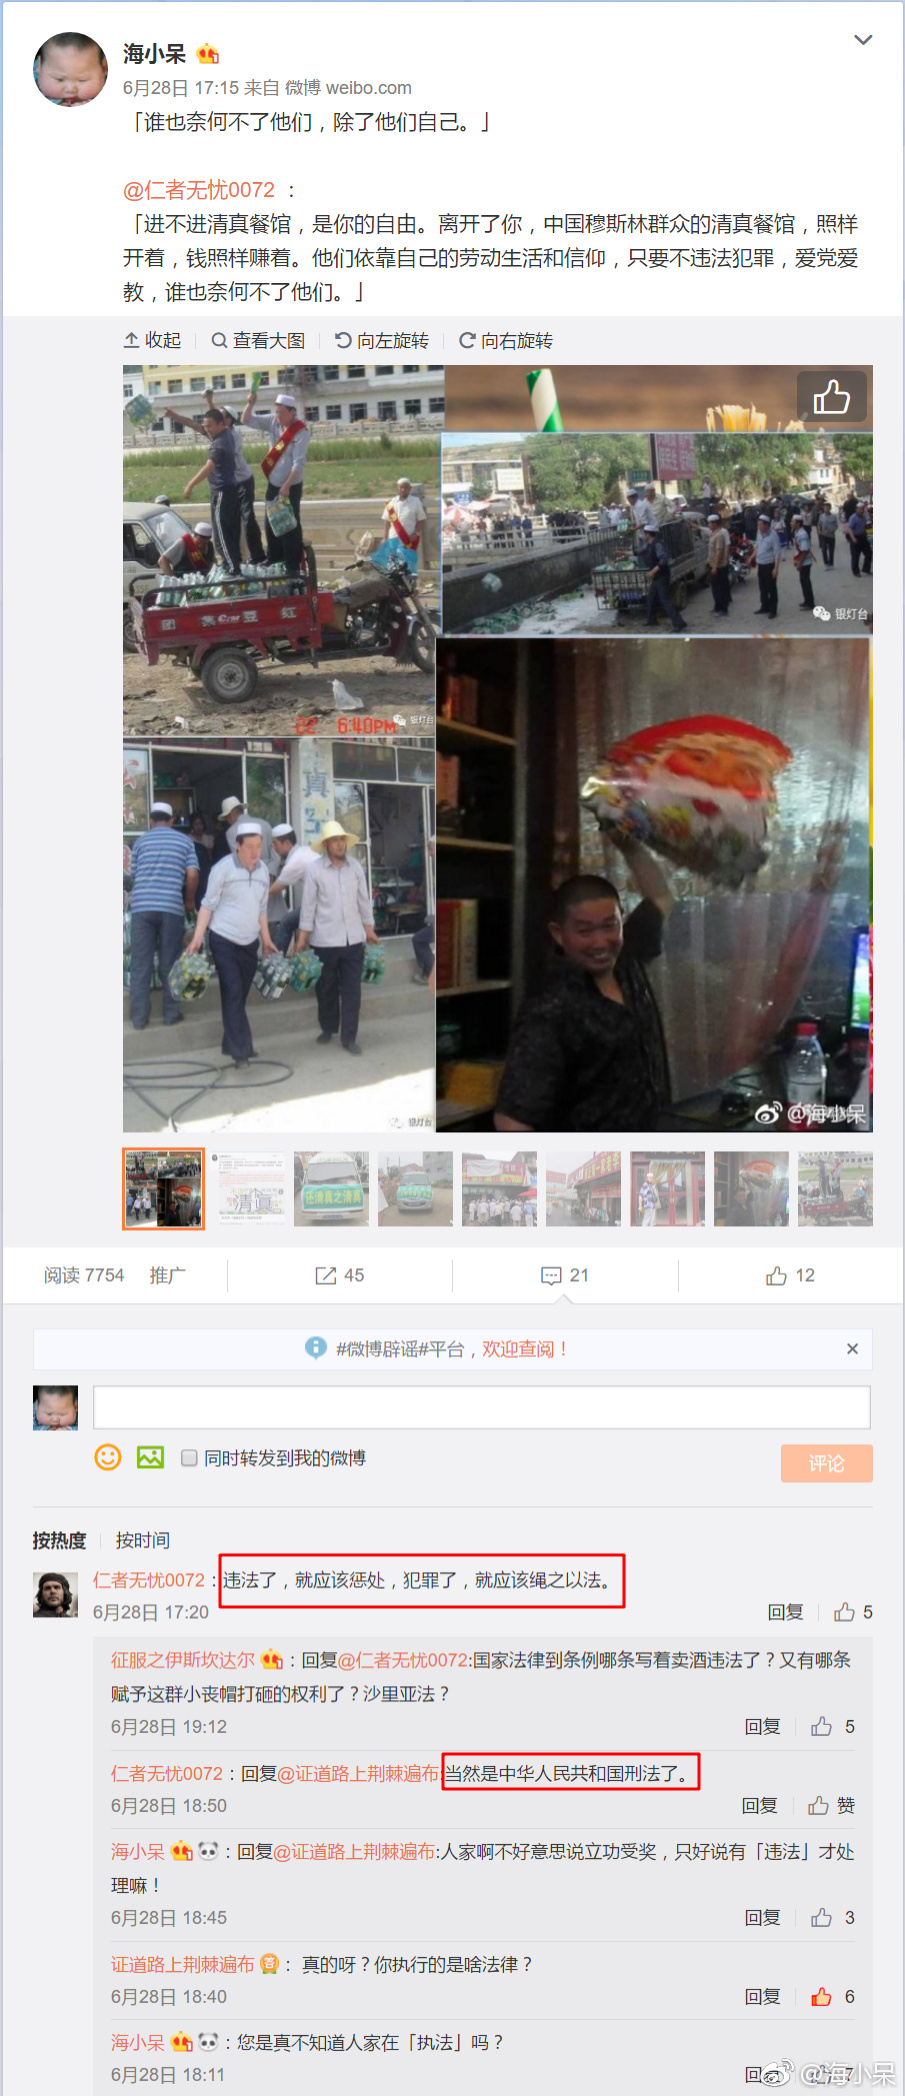 海小呆
6月28日 17:15 来自 微博 weibo.com
「谁也奈何不了他们，除了他们自己。」
@仁者无忧0072 ：
「进不进清真餐馆，是你的自由。离开了你，中国穆斯林群众的清真餐馆，照样
开着，钱照样赚着。他们依靠自己的劳动生活和信仰，只要不违法犯罪，爱党爱
教，谁也奈何不了他们。」
收起 查看大图 向左旋转 向右旋转
银灯台
22 6:40PM
银灯台
真
银灯台
@海小呆
还清真之清真
清真
阅读 7754 推广 45 21 12
#微博辟谣#平台，欢迎查阅！
同时转发到我的微博
评论
按热度 按时间
仁者无忧0072：违法了，就应该惩处，犯罪了，就应该绳之以法。
6月28日 17:20 回复 5
征服之伊斯坎达尔：回复@仁者无忧0072:国家法律到条例哪条写着卖酒违法了？又有哪条
赋予这群小丧帽打砸的权利了？沙里亚法？
6月28日 19:12 回复 5
仁者无忧0072：回复@证道路上荆棘遍布:当然是中华人民共和国刑法了。
6月28日 18:50 回复 赞
海小呆：回复@证道路上荆棘遍布:人家啊不好意思说立功受奖，只好说有「违法」才处
理嘛！
6月28日 18:45 回复 3
证道路上荆棘遍布： 真的呀？你执行的是啥法律？
6月28日 18:40 回复 6
海小呆：您是真不知道人家在「执法」吗？
6月28日 18:11 回复 7
@海小呆